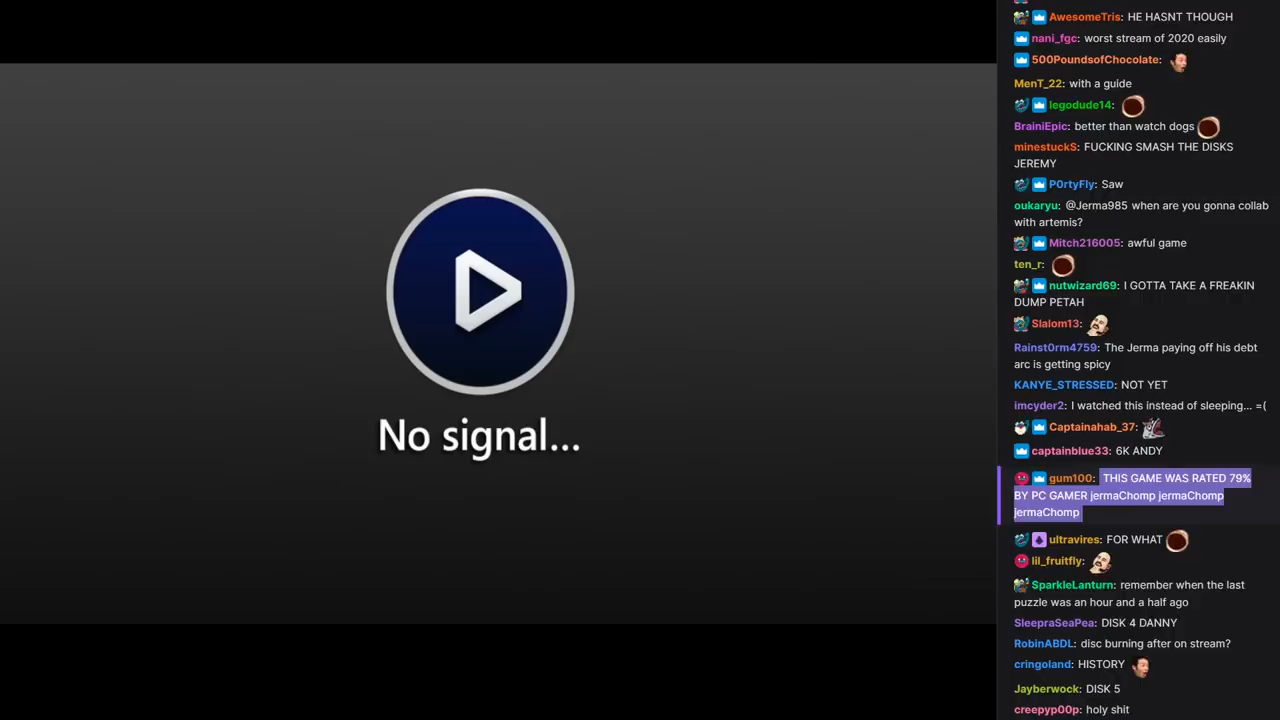 No signal...
AwesomeTris: HE HASNT THOUGH
nani_fgc: worst stream of 2020 easily
500PoundsofChocolate:
MenT_22: with a guide
legodude14:
BrainiEpic: better than watch dogs
minestuckS: FUCKING SMASH THE DISKS
JEREMY
P0rtyFly: Saw
oukaryu: @Jerma985 when are you gonna collab
with artemis?
Mitch216005: awful game
ten_r:
nutwizard69: I GOTTA TAKE A FREAKIN
DUMP PETAH
Slalom13:
Rainst0rm4759: The Jerma paying off his debt
arc is getting spicy
KANYE_STRESSED: NOT YET
imcyder2: I watched this instead of sleeping... =(
Captainahab_37:
captainblue33: 6K ANDY
gum100: THIS GAME WAS RATED 79%
BY PC GAMER jermaChomp jermaChomp
jermaChomp
ultravires: FOR WHAT
lil_fruitfly:
SparkleLanturn: remember when the last
puzzle was an hour and a half ago
SleepraSeaPea: DISK 4 DANNY
RobinABDL: disc burning after on stream?
cringoland: HISTORY
Jayberwock: DISK 5
creepyp00p: holy shit